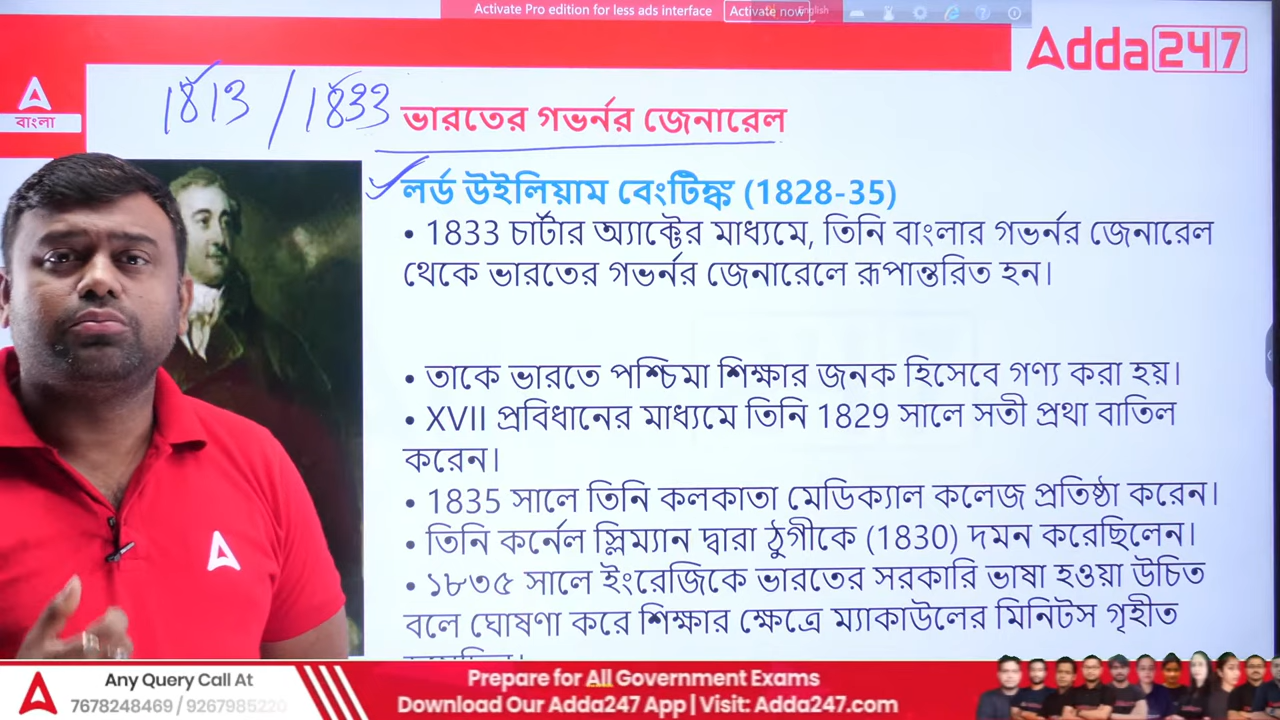 Activate Pro edition for less ads interface
Activate now
English
Adda 247
বাংলা
1813 / 1833
ভারতের গভর্নর জেনারেল
লর্ড উইলিয়াম বেংটিঙ্ক (1828-35)
• 1833 চার্টার অ্যাক্টের মাধ্যমে, তিনি বাংলার গভর্নর জেনারেল
থেকে ভারতের গভর্নর জেনারেলে রূপান্তরিত হন।
• তাকে ভারতে পশ্চিমা শিক্ষার জনক হিসেবে গণ্য করা হয়।
• XVII প্রবিধানের মাধ্যমে তিনি 1829 সালে সতী প্রথা বাতিল
করেন।
• 1835 সালে তিনি কলকাতা মেডিক্যাল কলেজ প্রতিষ্ঠা করেন।
• তিনি কর্নেল স্লিম্যান দ্বারা ঠুগীকে (1830) দমন করেছিলেন।
• ১৮৩৫ সালে ইংরেজিকে ভারতের সরকারি ভাষা হওয়া উচিত
বলে ঘোষণা করে শিক্ষার ক্ষেত্রে ম্যাকাউলের মিনিটস গৃহীত
Any Query Call At
7678248469 / 9267985220
Prepare for All Government Exams
Download Our Adda247 App | Visit: Adda247.com